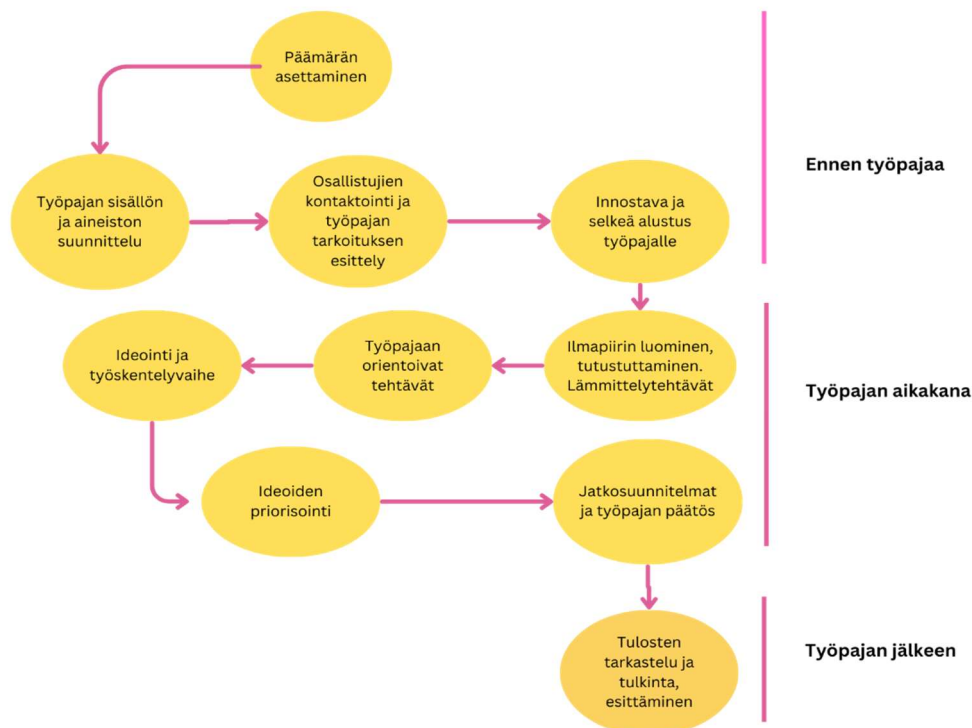 Päämärän
asettaminen
Ennen työpajaa
Työpajan sisällön
ja aineiston
suunnittelu
Osallistujien
kontaktointi ja
työpajan
tarkoituksen
esittely
Innostava ja
selkeä alustus
työpajalle
Ilmapiirin luominen,
tutustuttaminen.
Lämmittelytehtävät
Työpajaan
orientoivat
tehtävät
Ideointi ja
työskentelyvaihe
Työpajan aikakana
Ideoiden
priorisointi
Jatkosuunnitelmat
ja työpajan päätös
Tulosten
tarkastelu ja
tulkinta,
esittäminen
Työpajan jälkeen